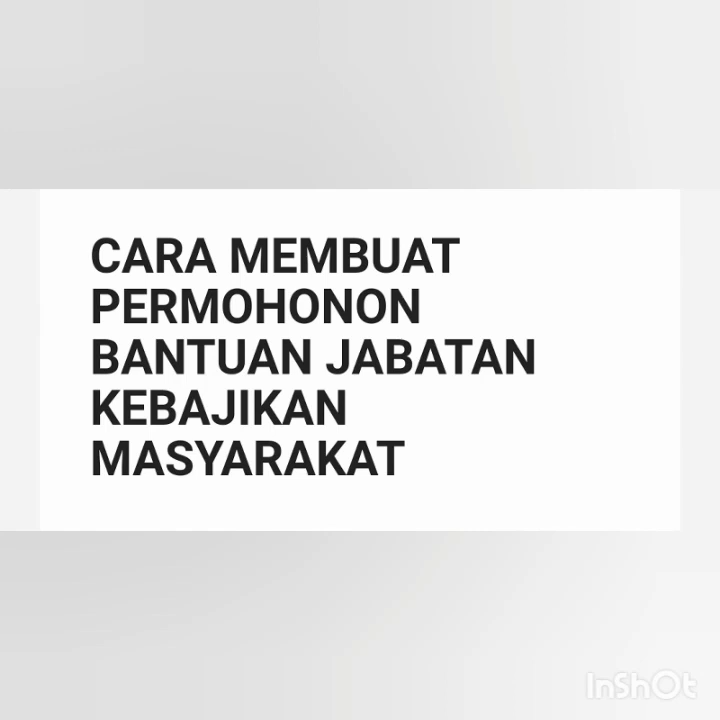 CARA MEMBUAT
PERMOHONON
BANTUAN JABATAN
KEBAJIKAN
MASYARAKAT
InShOt